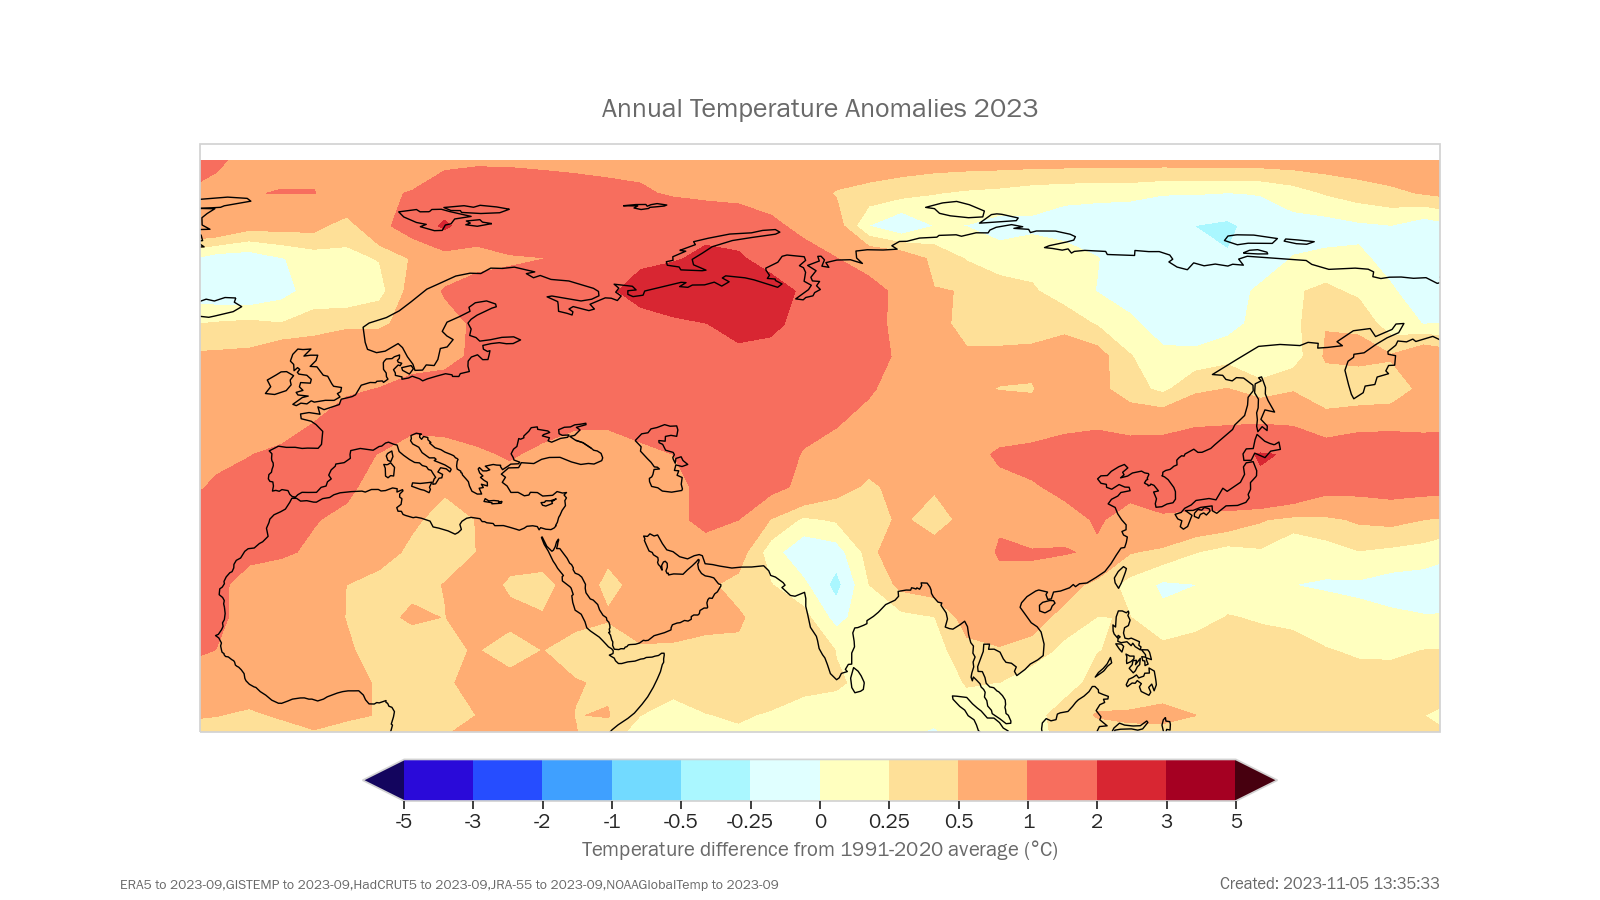 Annual Temperature Anomalies 2023
-5 -3 -2 -1 -0.5 -0.25 0 0.25 0.5 1 2 3 5
Temperature difference from 1991-2020 average (°C)
ERA5 to 2023-09,GISTEMP to 2023-09,HadCRUT5 to 2023-09,JRA-55 to 2023-09,NOAAGlobalTemp to 2023-09
Created: 2023-11-05 13:35:33